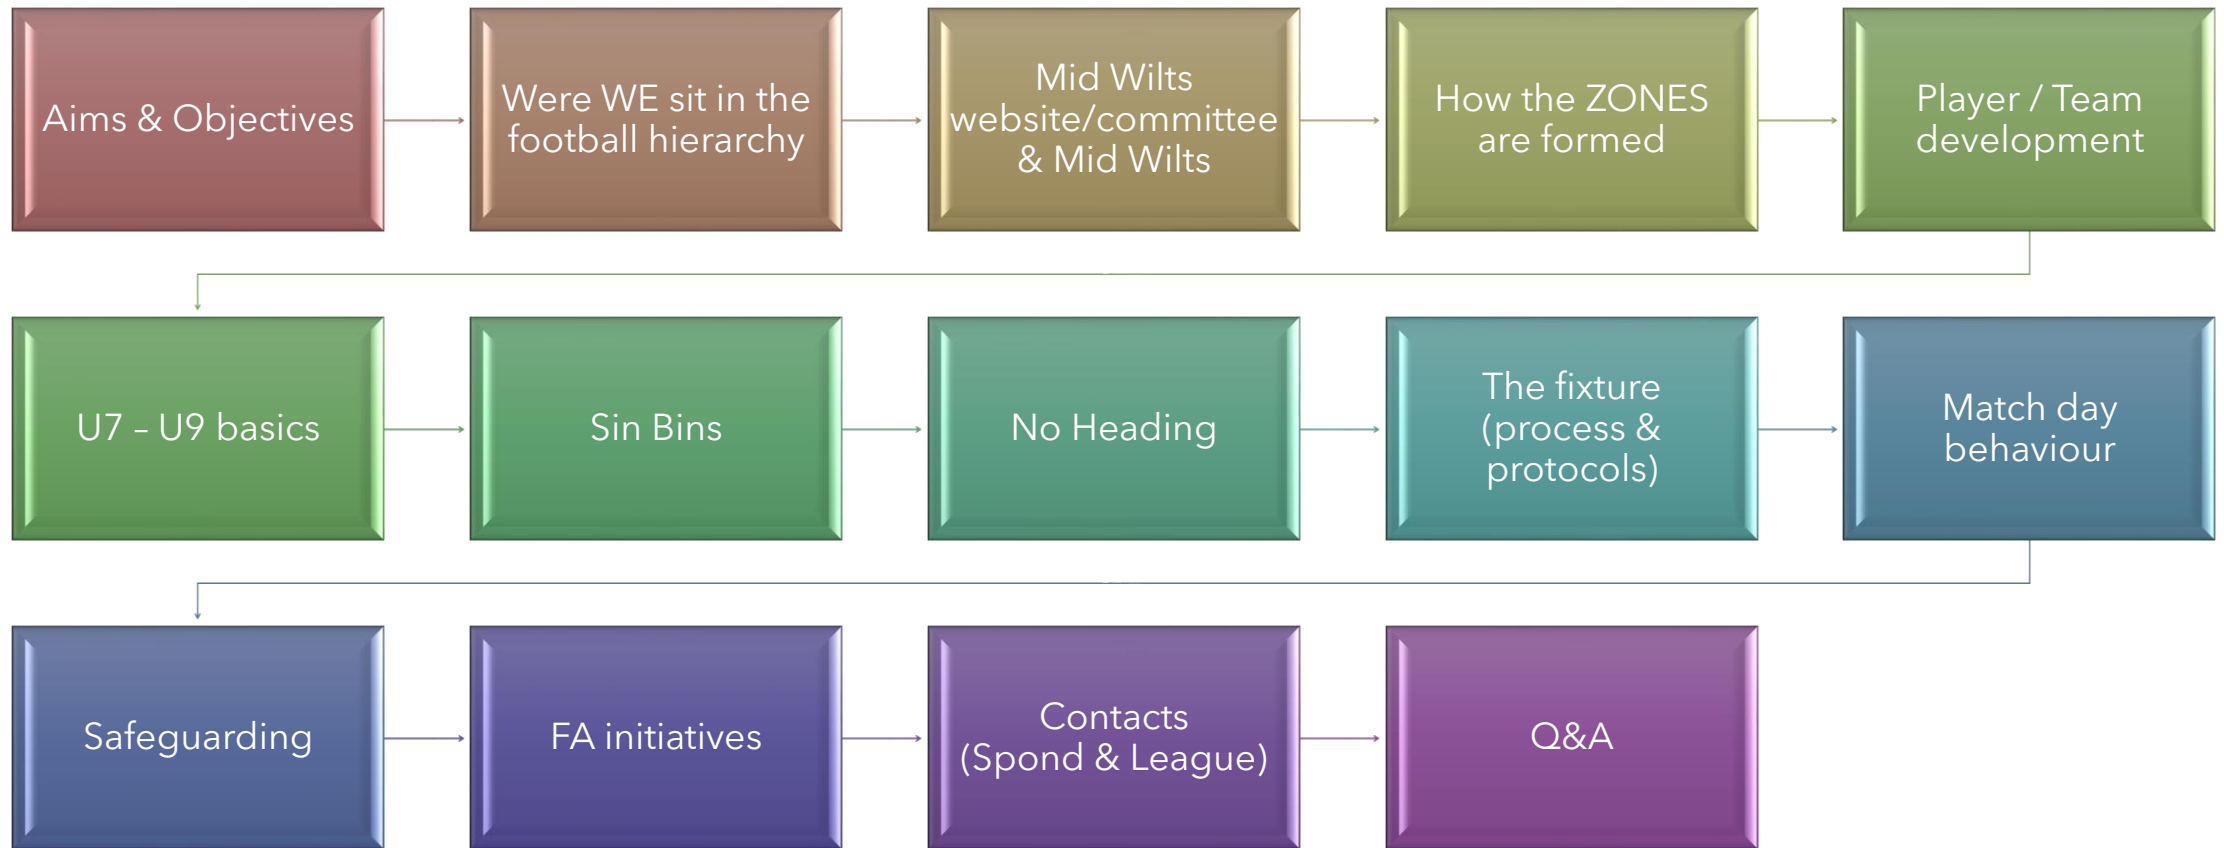 Aims & Objectives
Were WE sit in the
football hierarchy
Mid Wilts
website/committee
& Mid Wilts
How the ZONES
are formed
Player / Team
development
U7 – U9 basics
Sin Bins
No Heading
The fixture
(process &
protocols)
Match day
behaviour
Safeguarding
FA initiatives
Contacts
(Spond & League)
Q&A